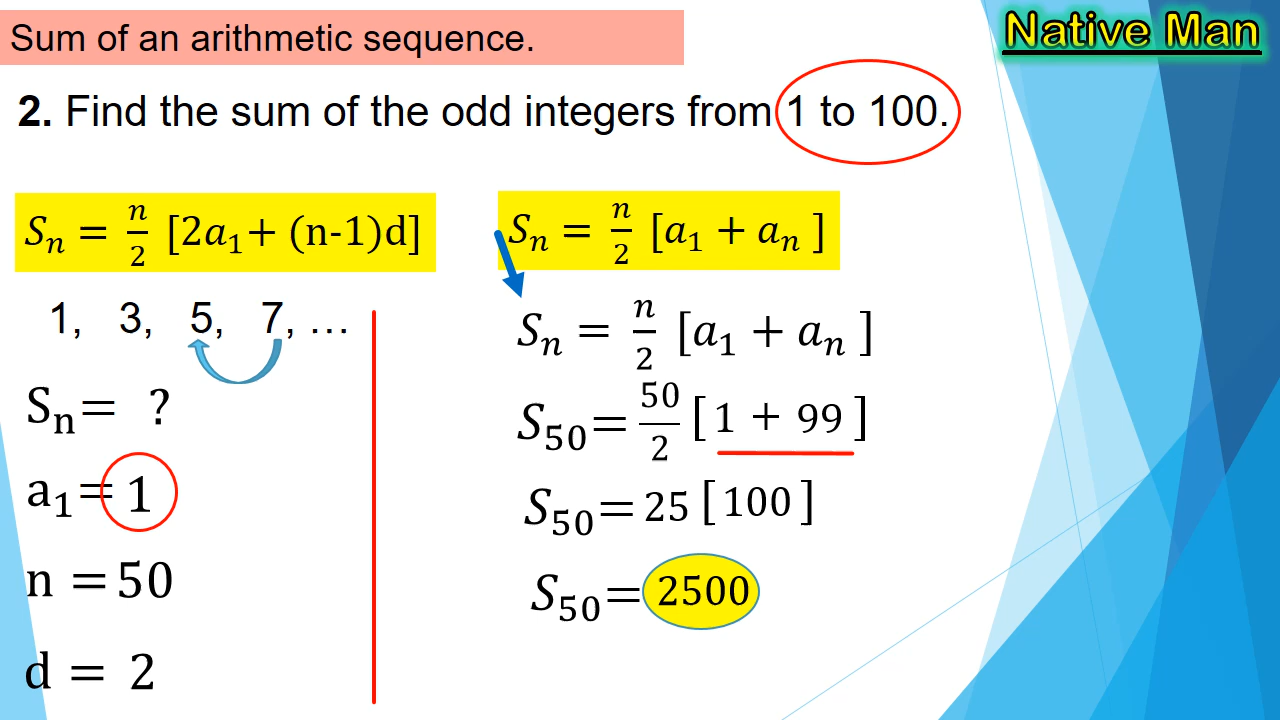 Sum of an arithmetic sequence.
Native Man
2. Find the sum of the odd integers from 1 to 100.
Sₙ = n/2 [2a₁+ (n-1)d]
1, 3, 5, 7, …
Sₙ= ?
a₁= 1
n = 50
d = 2
Sₙ = n/2 [a₁ + aₙ ]
Sₙ = n/2 [a₁ + aₙ ]
S₅₀= 50/2 [ 1 + 99 ]
S₅₀= 25 [ 100 ]
S₅₀= 2500